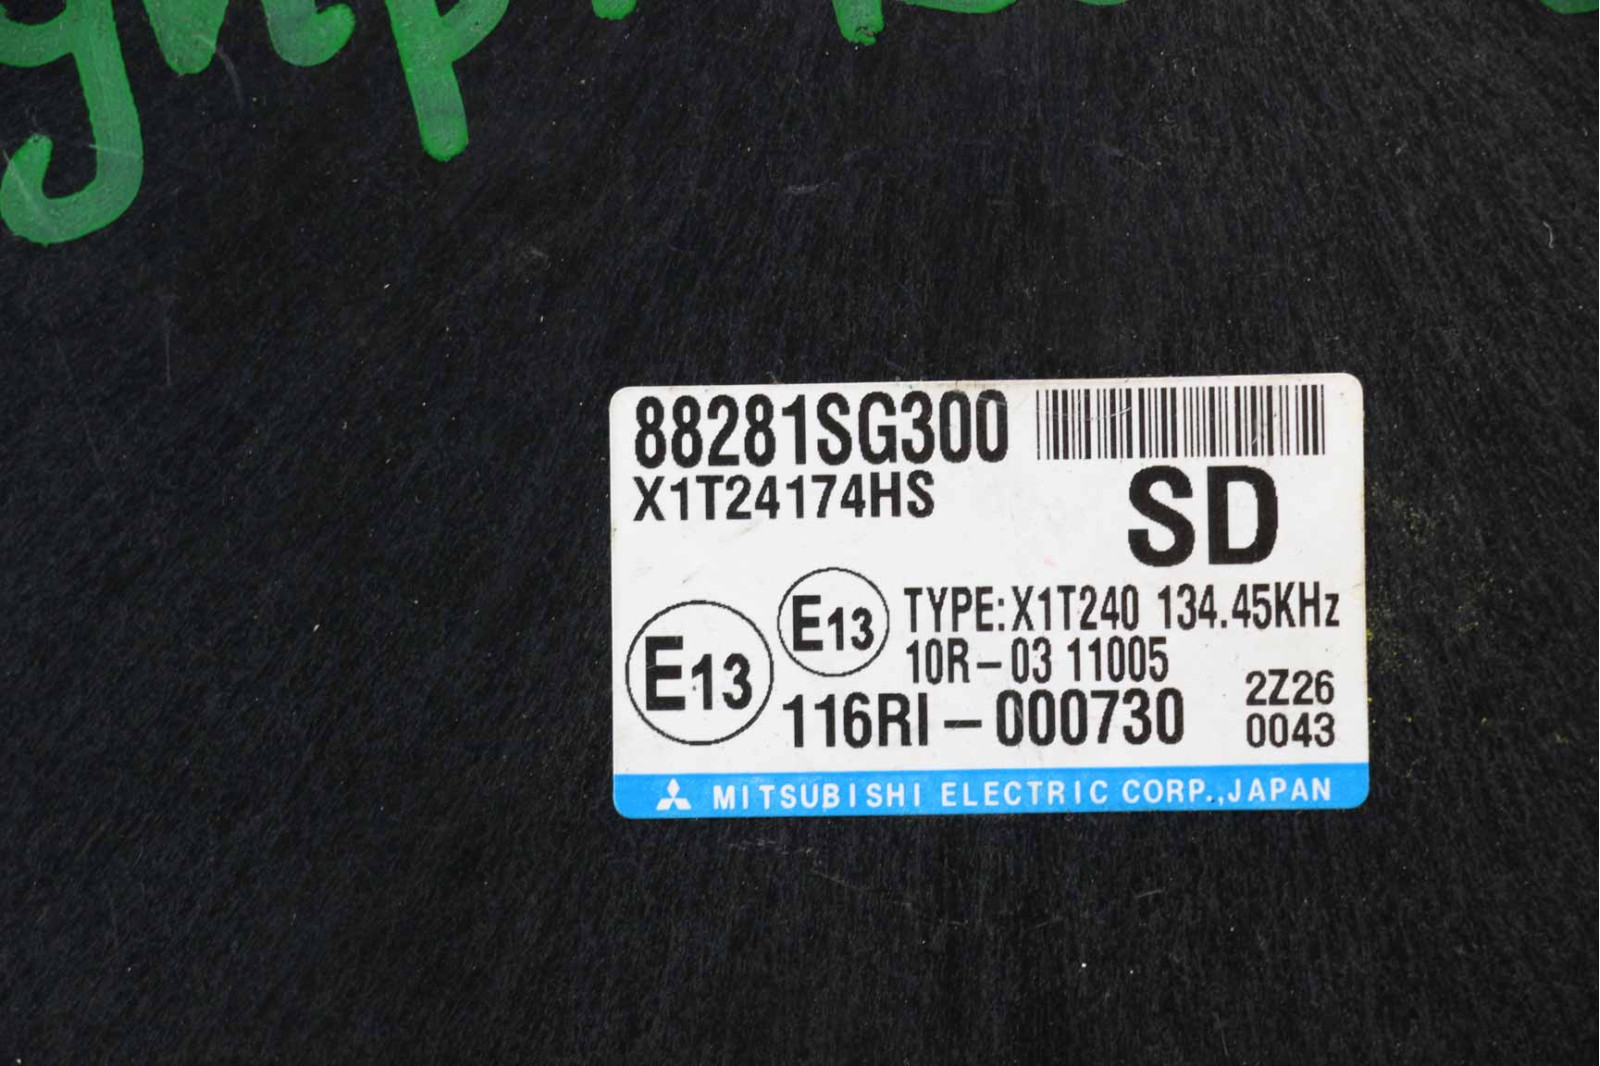 88281SG300
X1T24174HS
SD
E13
E13
TYPE:X1T240 134.45KHz
10R-03 11005
116RI-000730
2Z26
0043
MITSUBISHI ELECTRIC CORP.,JAPAN